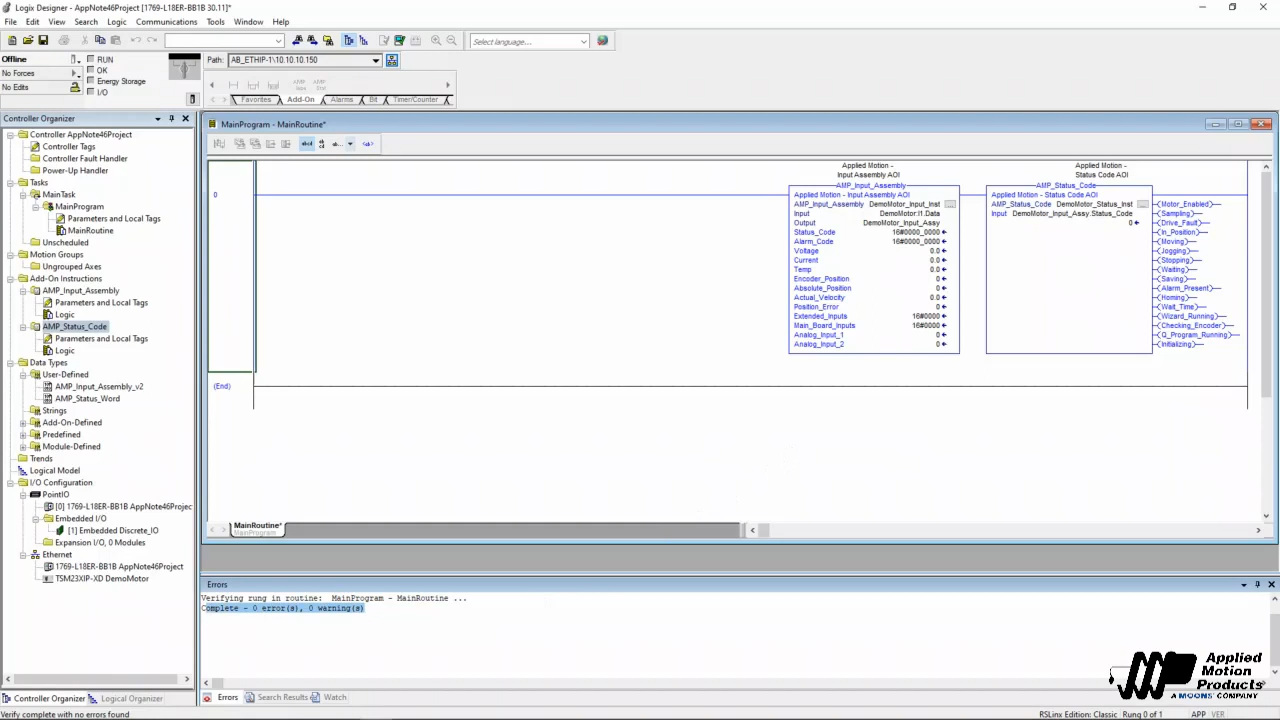 Logix Designer - AppNote46Project [1769-L18ER-BB1B 30.11]*
File Edit View Search Logic Communications Tools Window Help
Select language...
Offline
RUN
No Forces
OK
No Edits
Energy Storage
I/O
Path: AB_ETHIP-1\10.10.10.150
Favorites Add-On Alarms Bit Timer/Counter
Controller Organizer
Controller AppNote46Project
Controller Tags
Controller Fault Handler
Power-Up Handler
Tasks
MainTask
MainProgram
Parameters and Local Tags
MainRoutine
Unscheduled
Motion Groups
Ungrouped Axes
Add-On Instructions
AMP_Input_Assembly
Parameters and Local Tags
Logic
AMP_Status_Code
Parameters and Local Tags
Logic
Data Types
User-Defined
AMP_Input_Assembly_v2
AMP_Status_Word
Strings
Add-On-Defined
Predefined
Module-Defined
Trends
Logical Model
I/O Configuration
PointIO
[0] 1769-L18ER-BB1B AppNote46Projec
Embedded I/O
[1] Embedded Discrete_IO
Expansion I/O, 0 Modules
Ethernet
1769-L18ER-BB1B AppNote46Project
TSM23XIP-XD DemoMotor
Controller Organizer Logical Organizer
MainProgram - MainRoutine*
0
Applied Motion -
Input Assembly AOI
AMP_Input_Assembly
Applied Motion - Input Assembly AOI
AMP_Input_Assembly DemoMotor_Input_Inst
Input DemoMotor:I1.Data
Output DemoMotor_Input_Assy
Status_Code 16#0000_0000
Alarm_Code 16#0000_0000
Voltage 0.0
Current 0.0
Temp 0.0
Encoder_Position 0
Absolute_Position 0
Actual_Velocity 0.0
Position_Error 0
Extended_Inputs 16#0000
Main_Board_Inputs 16#0000
Analog_Input_1 0
Analog_Input_2 0
Applied Motion -
Status Code AOI
AMP_Status_Code
Applied Motion - Status Code AOI
AMP_Status_Code DemoMotor_Status_Inst
Input DemoMotor_Input_Assy.Status_Code
0
Motor_Enabled
Sampling
Drive_Fault
In_Position
Moving
Jogging
Stopping
Waiting
Saving
Alarm_Present
Homing
Wait_Time
Wizard_Running
Checking_Encoder
Q_Program_Running
Initializing
(End)
MainRoutine*
MainProgram
Errors
Verifying rung in routine: MainProgram - MainRoutine ...
Complete - 0 error(s), 0 warning(s)
Errors Search Results Watch
Applied
Motion
Products
A MOONS' COMPANY
Verify complete with no errors found
RSLinx Edition: Classic Rung 0 of 1 APP VER